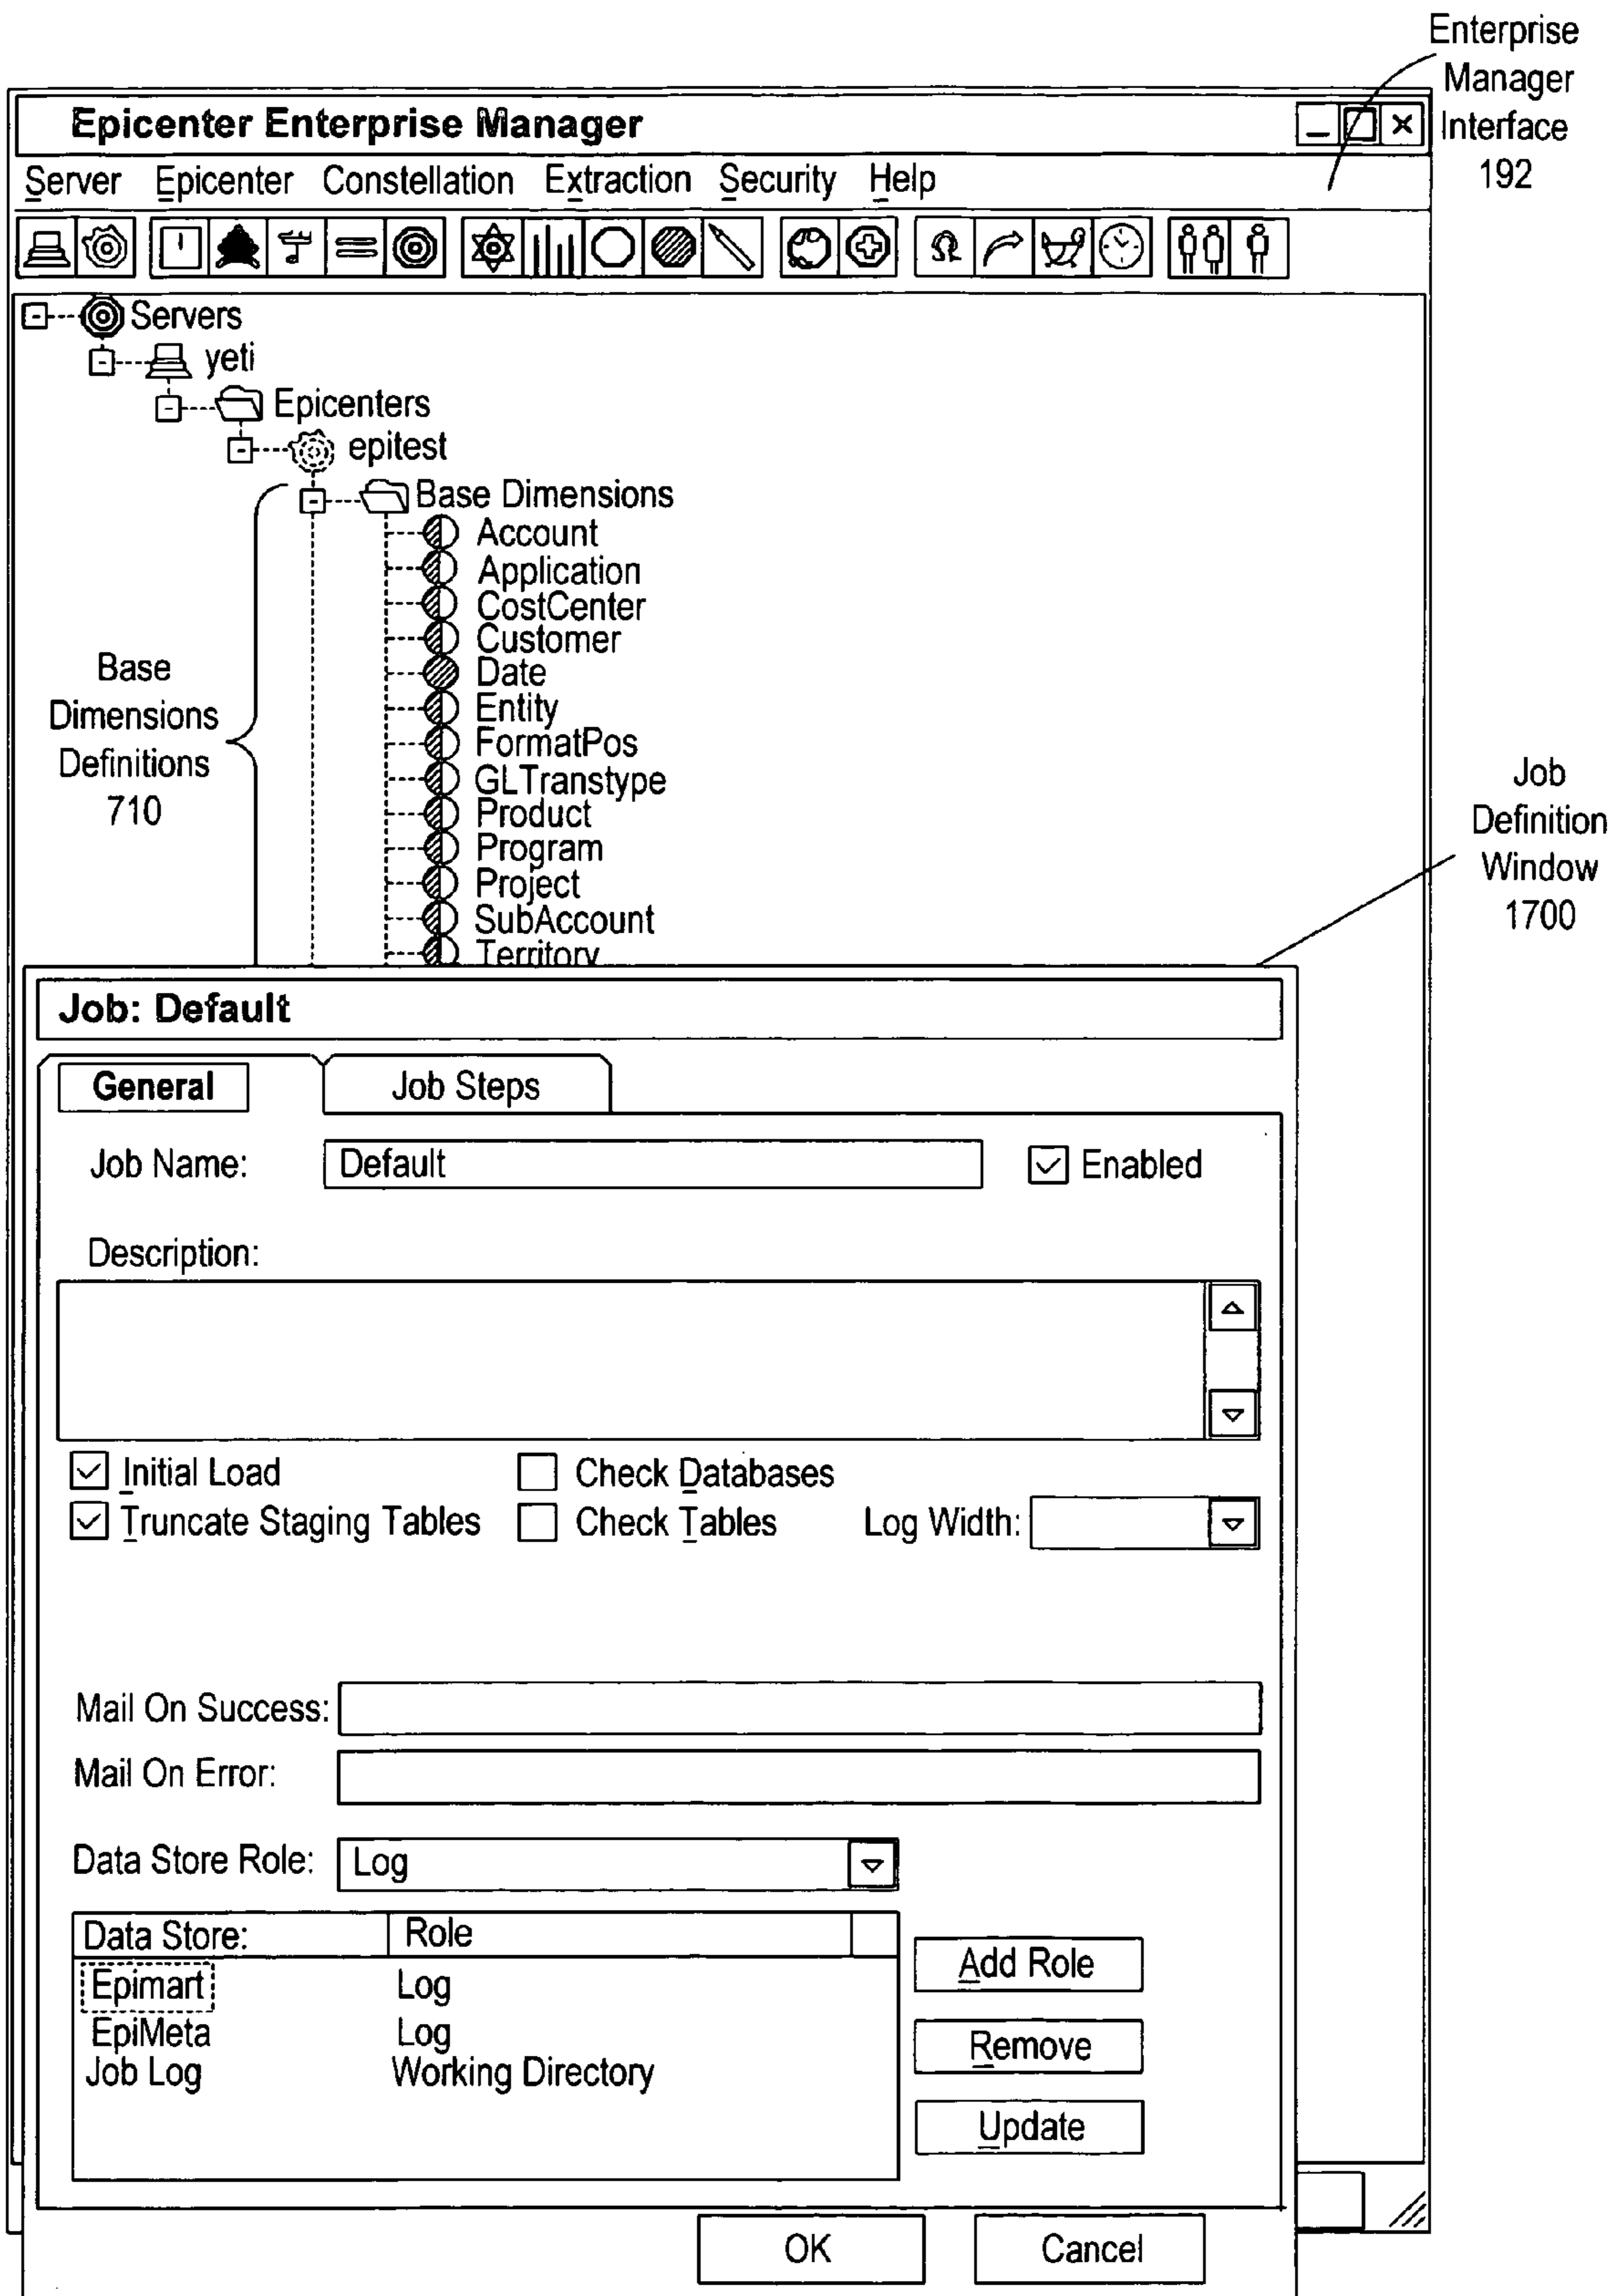 Enterprise
Manager
Interface
192
Epicenter Enterprise Manager
Server Epicenter Constellation Extraction Security Help
Servers
yeti
Epicenters
epitest
Base Dimensions
Account
Application
CostCenter
Customer
Date
Entity
FormatPos
GLTranstype
Product
Program
Project
SubAccount
Territory
Base
Dimensions
Definitions
710
Job
Definition
Window
1700
Job: Default
General Job Steps
Job Name: Default Enabled
Description:
Initial Load Check Databases
Truncate Staging Tables Check Tables Log Width:
Mail On Success:
Mail On Error:
Data Store Role: Log
Data Store: Role
Epimart Log
EpiMeta Log
Job Log Working Directory
Add Role
Remove
Update
OK Cancel